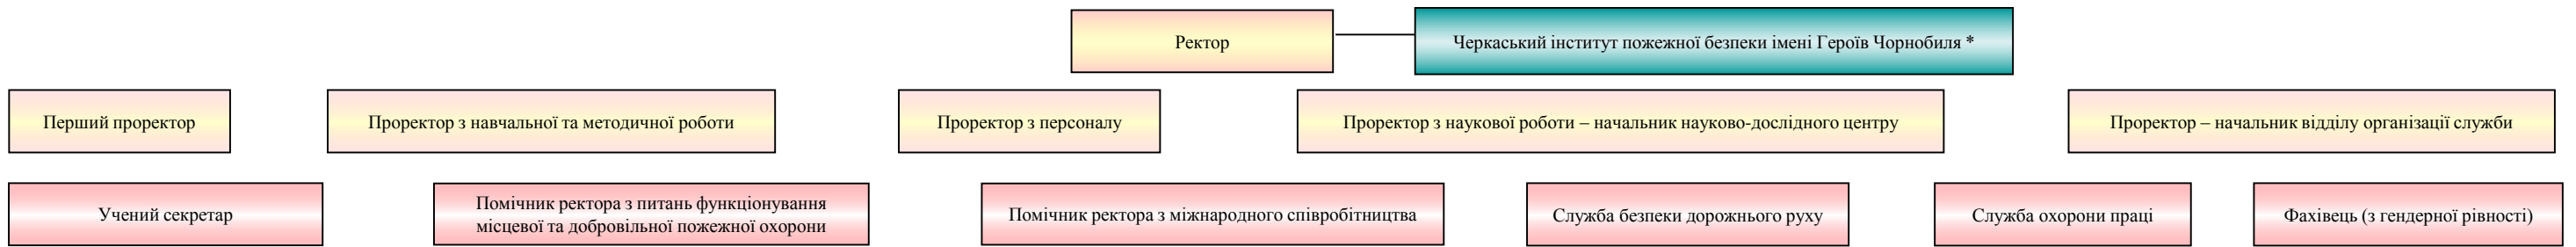 Ректор
Черкаський інститут пожежної безпеки імені Героїв Чорнобиля *
Перший проректор
Проректор з навчальної та методичної роботи
Проректор з персоналу
Проректор з наукової роботи – начальник науково-дослідного центру
Проректор – начальник відділу організації служби
Учений секретар
Помічник ректора з питань функціонування
місцевої та добровільної пожежної охорони
Помічник ректора з міжнародного співробітництва
Служба безпеки дорожнього руху
Служба охорони праці
Фахівець (з гендерної рівності)